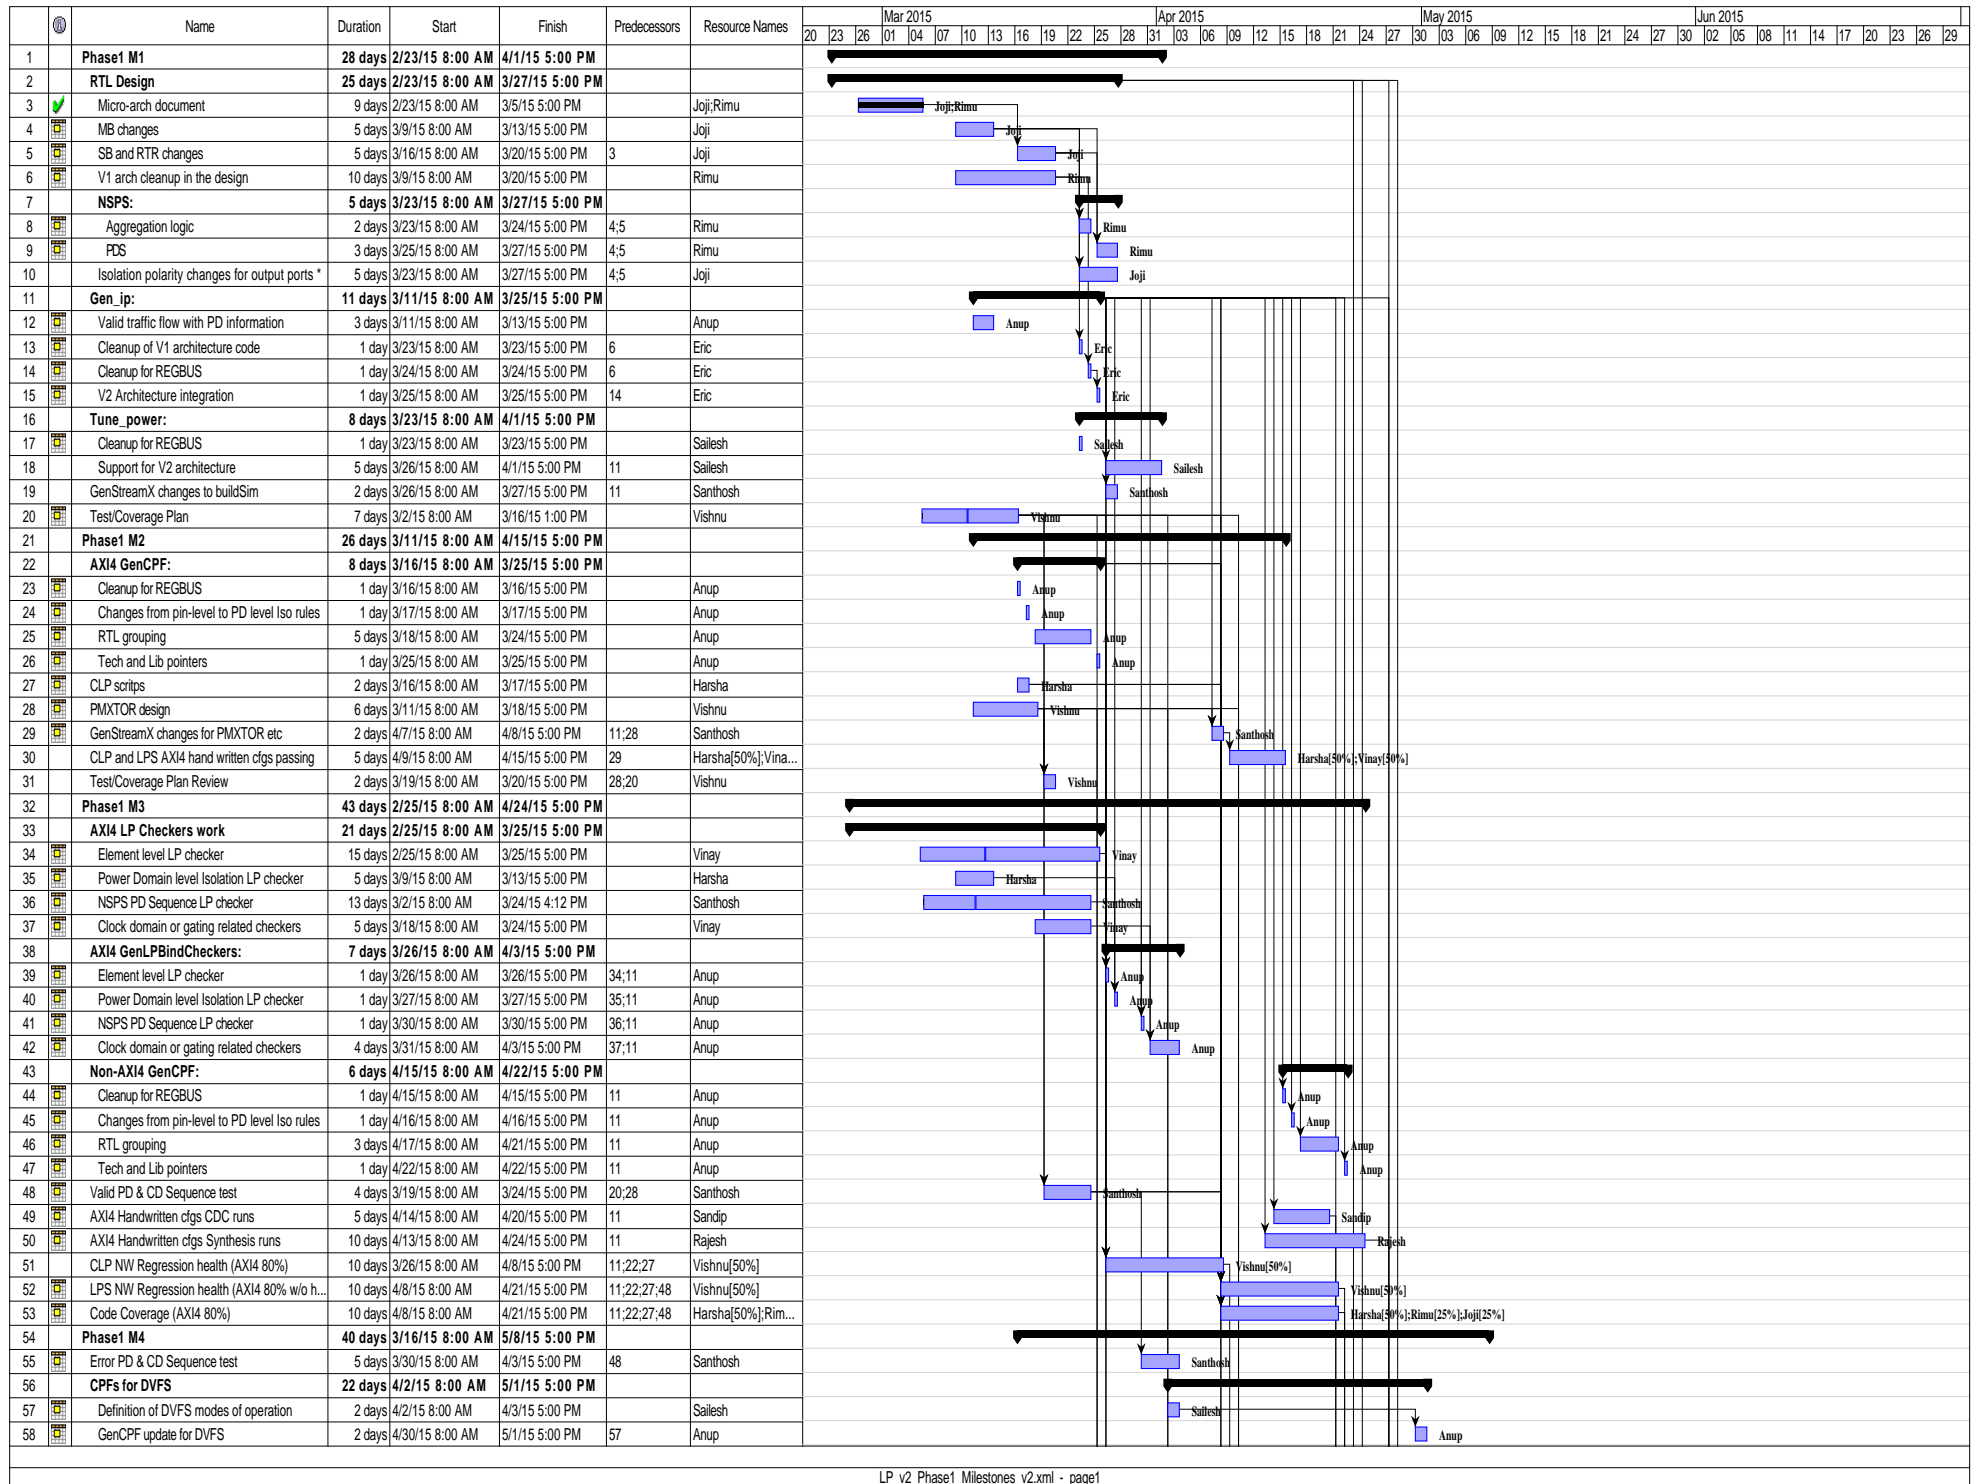 Name Duration Start Finish Predecessors Resource Names
Mar 2015 Apr 2015 May 2015 Jun 2015
20 23 26 01 04 07 10 13 16 19 22 25 28 31 03 06 09 12 15 18 21 24 27 30 03 06 09 12 15 18 21 24 27 30 02 05 08 11 14 17 20 23 26 29
1 Phase1 M1 28 days 2/23/15 8:00 AM 4/1/15 5:00 PM
2 RTL Design 25 days 2/23/15 8:00 AM 3/27/15 5:00 PM
3 Micro-arch document 9 days 2/23/15 8:00 AM 3/5/15 5:00 PM Joji;Rimu Joji;Rimu
4 MB changes 5 days 3/9/15 8:00 AM 3/13/15 5:00 PM Joji Joji
5 SB and RTR changes 5 days 3/16/15 8:00 AM 3/20/15 5:00 PM 3 Joji Joji
6 V1 arch cleanup in the design 10 days 3/9/15 8:00 AM 3/20/15 5:00 PM Rimu Rimu
7 NSPS: 5 days 3/23/15 8:00 AM 3/27/15 5:00 PM
8 Aggregation logic 2 days 3/23/15 8:00 AM 3/24/15 5:00 PM 4;5 Rimu Rimu
9 PDS 3 days 3/25/15 8:00 AM 3/27/15 5:00 PM 4;5 Rimu Rimu
10 Isolation polarity changes for output ports * 5 days 3/23/15 8:00 AM 3/27/15 5:00 PM 4;5 Joji Joji
11 Gen_ip: 11 days 3/11/15 8:00 AM 3/25/15 5:00 PM
12 Valid traffic flow with PD information 3 days 3/11/15 8:00 AM 3/13/15 5:00 PM Anup Anup
13 Cleanup of V1 architecture code 1 day 3/23/15 8:00 AM 3/23/15 5:00 PM 6 Eric Eric
14 Cleanup for REGBUS 1 day 3/24/15 8:00 AM 3/24/15 5:00 PM 6 Eric Eric
15 V2 Architecture integration 1 day 3/25/15 8:00 AM 3/25/15 5:00 PM 14 Eric Eric
16 Tune_power: 8 days 3/23/15 8:00 AM 4/1/15 5:00 PM
17 Cleanup for REGBUS 1 day 3/23/15 8:00 AM 3/23/15 5:00 PM Sailesh Sailesh
18 Support for V2 architecture 5 days 3/26/15 8:00 AM 4/1/15 5:00 PM 11 Sailesh Sailesh
19 GenStreamX changes to buildSim 2 days 3/26/15 8:00 AM 3/27/15 5:00 PM 11 Santhosh Santhosh
20 Test/Coverage Plan 7 days 3/2/15 8:00 AM 3/16/15 1:00 PM Vishnu Vishnu
21 Phase1 M2 26 days 3/11/15 8:00 AM 4/15/15 5:00 PM
22 AXI4 GenCPF: 8 days 3/16/15 8:00 AM 3/25/15 5:00 PM
23 Cleanup for REGBUS 1 day 3/16/15 8:00 AM 3/16/15 5:00 PM Anup Anup
24 Changes from pin-level to PD level Iso rules 1 day 3/17/15 8:00 AM 3/17/15 5:00 PM Anup Anup
25 RTL grouping 5 days 3/18/15 8:00 AM 3/24/15 5:00 PM Anup Anup
26 Tech and Lib pointers 1 day 3/25/15 8:00 AM 3/25/15 5:00 PM Anup Anup
27 CLP scritps 2 days 3/16/15 8:00 AM 3/17/15 5:00 PM Harsha Harsha
28 PMXTOR design 6 days 3/11/15 8:00 AM 3/18/15 5:00 PM Vishnu Vishnu
29 GenStreamX changes for PMXTOR etc 2 days 4/7/15 8:00 AM 4/8/15 5:00 PM 11;28 Santhosh Santhosh
30 CLP and LPS AXI4 hand written cfgs passing 5 days 4/9/15 8:00 AM 4/15/15 5:00 PM 29 Harsha[50%];Vina... Harsha[50%];Vinay[50%]
31 Test/Coverage Plan Review 2 days 3/19/15 8:00 AM 3/20/15 5:00 PM 28;20 Vishnu Vishnu
32 Phase1 M3 43 days 2/25/15 8:00 AM 4/24/15 5:00 PM
33 AXI4 LP Checkers work 21 days 2/25/15 8:00 AM 3/25/15 5:00 PM
34 Element level LP checker 15 days 2/25/15 8:00 AM 3/25/15 5:00 PM Vinay Vinay
35 Power Domain level Isolation LP checker 5 days 3/9/15 8:00 AM 3/13/15 5:00 PM Harsha Harsha
36 NSPS PD Sequence LP checker 13 days 3/2/15 8:00 AM 3/24/15 4:12 PM Santhosh Santhosh
37 Clock domain or gating related checkers 5 days 3/18/15 8:00 AM 3/24/15 5:00 PM Vinay Vinay
38 AXI4 GenLPBindCheckers: 7 days 3/26/15 8:00 AM 4/3/15 5:00 PM
39 Element level LP checker 1 day 3/26/15 8:00 AM 3/26/15 5:00 PM 34;11 Anup Anup
40 Power Domain level Isolation LP checker 1 day 3/27/15 8:00 AM 3/27/15 5:00 PM 35;11 Anup Anup
41 NSPS PD Sequence LP checker 1 day 3/30/15 8:00 AM 3/30/15 5:00 PM 36;11 Anup Anup
42 Clock domain or gating related checkers 4 days 3/31/15 8:00 AM 4/3/15 5:00 PM 37;11 Anup Anup
43 Non-AXI4 GenCPF: 6 days 4/15/15 8:00 AM 4/22/15 5:00 PM
44 Cleanup for REGBUS 1 day 4/15/15 8:00 AM 4/15/15 5:00 PM 11 Anup Anup
45 Changes from pin-level to PD level Iso rules 1 day 4/16/15 8:00 AM 4/16/15 5:00 PM 11 Anup Anup
46 RTL grouping 3 days 4/17/15 8:00 AM 4/21/15 5:00 PM 11 Anup Anup
47 Tech and Lib pointers 1 day 4/22/15 8:00 AM 4/22/15 5:00 PM 11 Anup Anup
48 Valid PD & CD Sequence test 4 days 3/19/15 8:00 AM 3/24/15 5:00 PM 20;28 Santhosh Santhosh
49 AXI4 Handwritten cfgs CDC runs 5 days 4/14/15 8:00 AM 4/20/15 5:00 PM 11 Sandip Sandip
50 AXI4 Handwritten cfgs Synthesis runs 10 days 4/13/15 8:00 AM 4/24/15 5:00 PM 11 Rajesh Rajesh
51 CLP NW Regression health (AXI4 80%) 10 days 3/26/15 8:00 AM 4/8/15 5:00 PM 11;22;27 Vishnu[50%] Vishnu[50%]
52 LPS NW Regression health (AXI4 80% w/o h... 10 days 4/8/15 8:00 AM 4/21/15 5:00 PM 11;22;27;48 Vishnu[50%] Vishnu[50%]
53 Code Coverage (AXI4 80%) 10 days 4/8/15 8:00 AM 4/21/15 5:00 PM 11;22;27;48 Harsha[50%];Rim... Harsha[50%];Rimu[25%];Joji[25%]
54 Phase1 M4 40 days 3/16/15 8:00 AM 5/8/15 5:00 PM
55 Error PD & CD Sequence test 5 days 3/30/15 8:00 AM 4/3/15 5:00 PM 48 Santhosh Santhosh
56 CPFs for DVFS 22 days 4/2/15 8:00 AM 5/1/15 5:00 PM
57 Definition of DVFS modes of operation 2 days 4/2/15 8:00 AM 4/3/15 5:00 PM Sailesh Sailesh
58 GenCPF update for DVFS 2 days 4/30/15 8:00 AM 5/1/15 5:00 PM 57 Anup Anup
LP_v2_Phase1_Milestones_v2.xml - page1